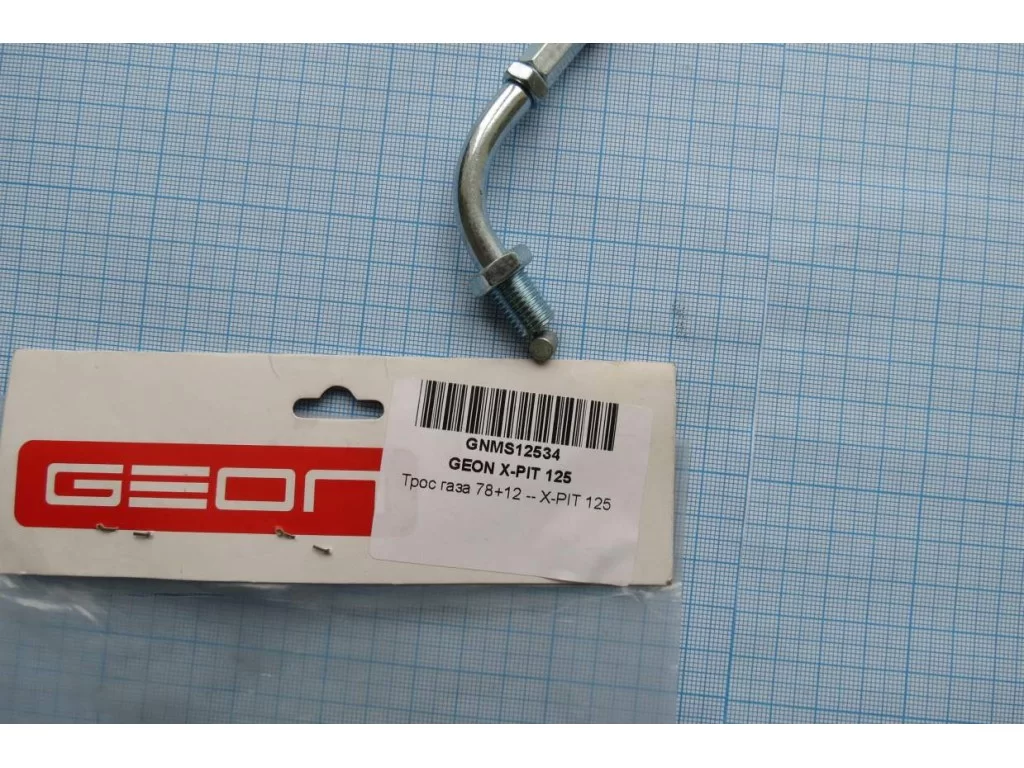 GEON
GNMS12534
GEON X-PIT 125
Трос газа 78+12 -- X-PIT 125